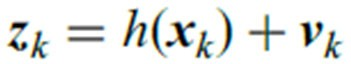 z_k = h(x_k) + v_k